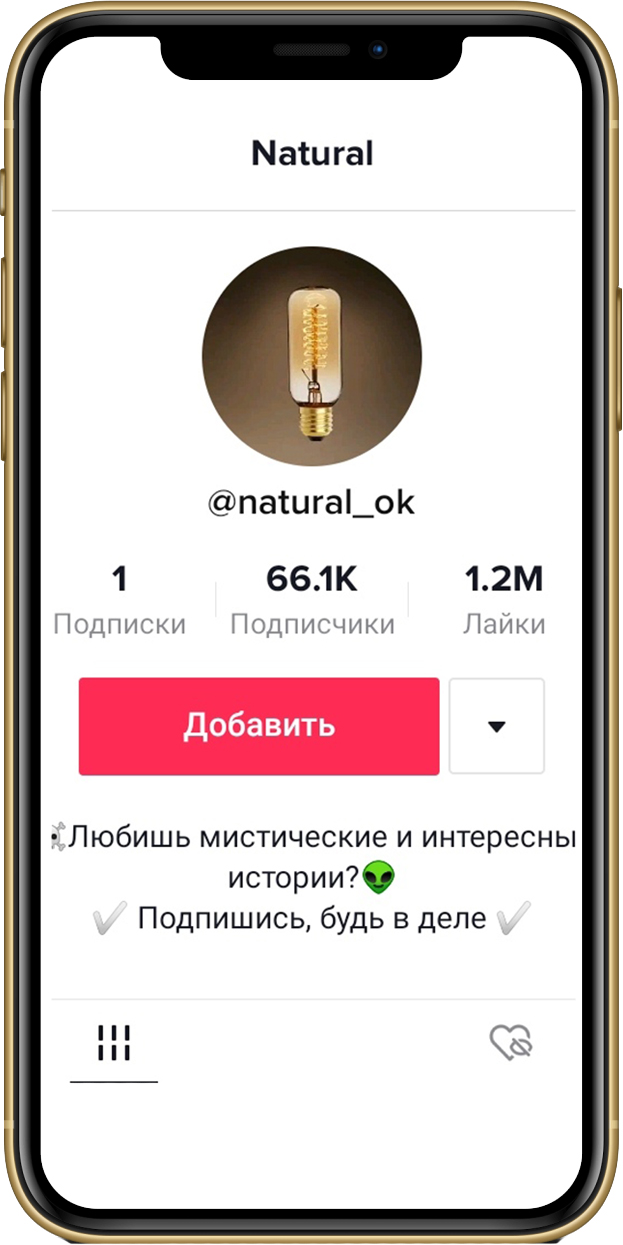 Natural
@natural_ok
1 66.1K 1.2M
Подписки Подписчики Лайки
Добавить
☠️Любишь мистические и интересны
истории?👽
✔️ Подпишись, будь в деле ✔️